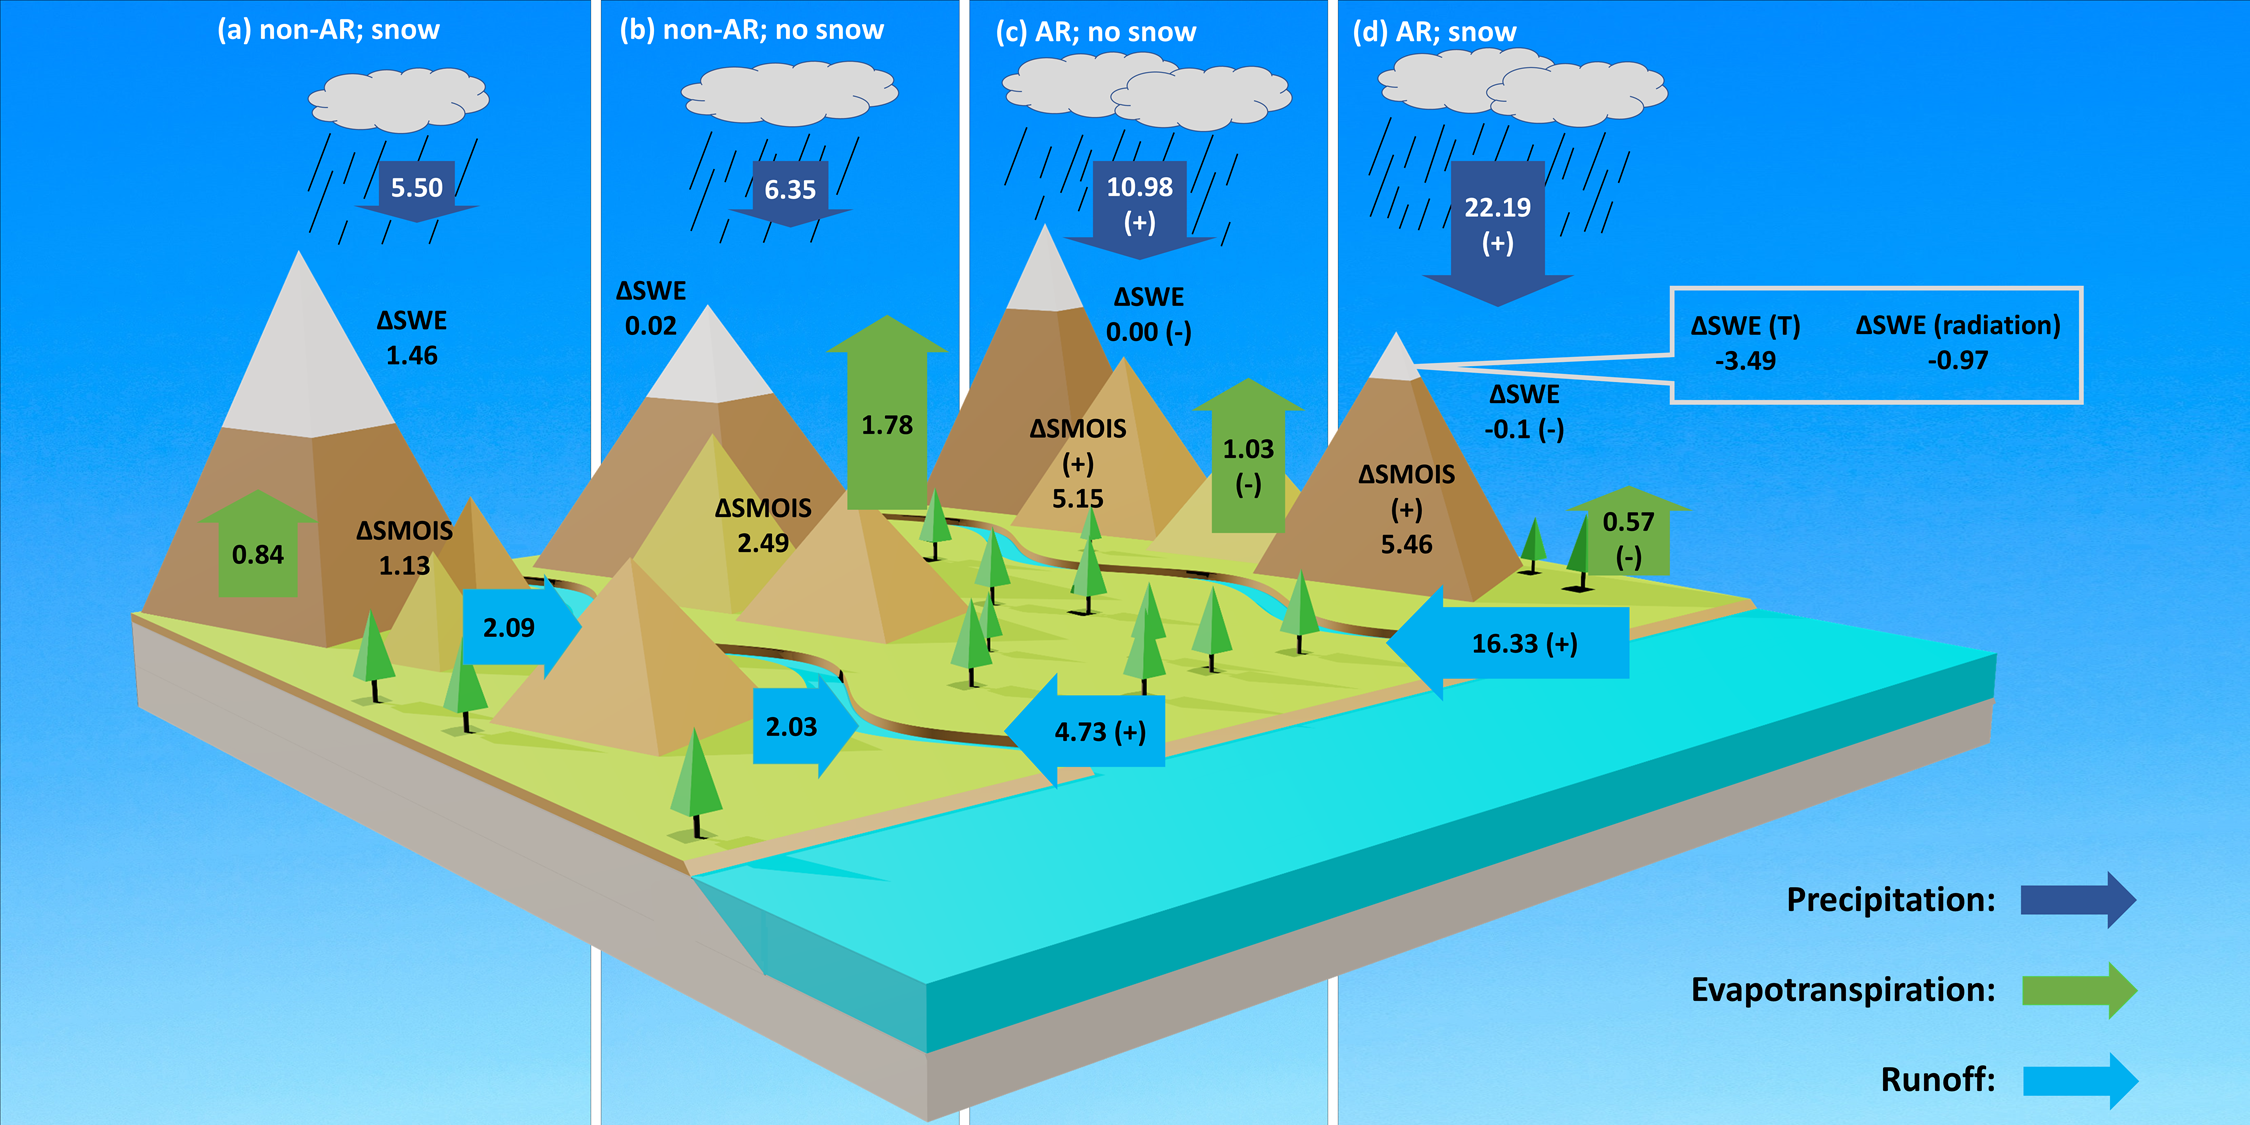 (a) non-AR; snow
5.50
ΔSWE
1.46
0.84
ΔSMOIS
1.13
2.09
(b) non-AR; no snow
6.35
ΔSWE
0.02
1.78
ΔSMOIS
2.49
2.03
(c) AR; no snow
10.98
(+)
ΔSWE
0.00 (-)
ΔSMOIS
(+)
5.15
1.03
(-)
4.73 (+)
(d) AR; snow
22.19
(+)
ΔSWE (T)
-3.49
ΔSWE (radiation)
-0.97
ΔSWE
-0.1 (-)
ΔSMOIS
(+)
5.46
0.57
(-)
16.33 (+)
Precipitation:
Evapotranspiration:
Runoff: